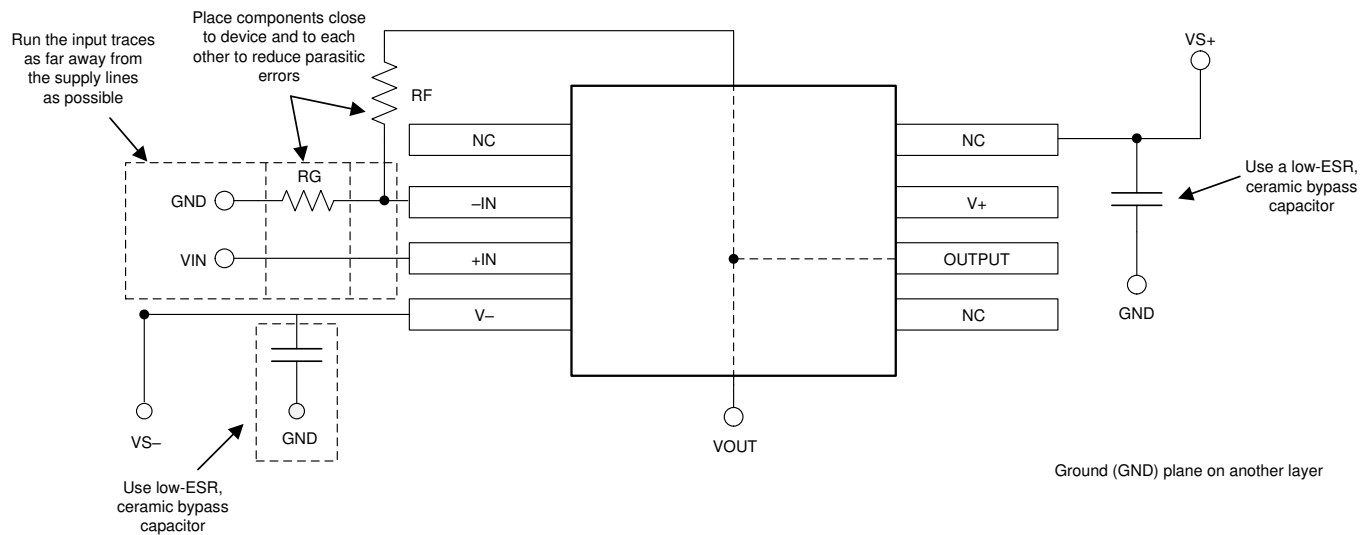 Run the input traces
as far away from
the supply lines
as possible
Place components close
to device and to each
other to reduce parasitic
errors
RF
VS+
NC
NC
Use a low-ESR,
ceramic bypass
capacitor
RG
GND
–IN
V+
VIN
+IN
OUTPUT
V–
NC
GND
VS–
GND
VOUT
Use low-ESR,
ceramic bypass
capacitor
Ground (GND) plane on another layer